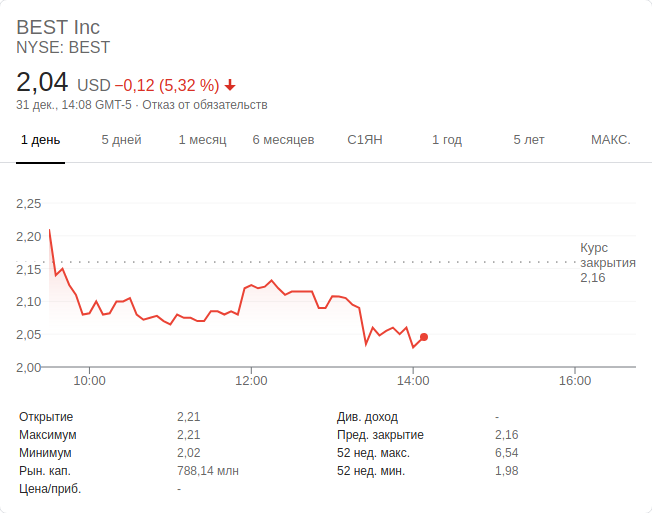 BEST Inc
NYSE: BEST
2,04 USD −0,12 (5,32 %)
31 дек., 14:08 GMT-5 · Отказ от обязательств
1 день 5 дней 1 месяц 6 месяцев С1ЯН 1 год 5 лет МАКС.
2,25
2,20
2,15
2,10
2,05
2,00
Курс
закрытия
2,16
10:00 12:00 14:00 16:00
Открытие 2,21 Див. доход -
Максимум 2,21 Пред. закрытие 2,16
Минимум 2,02 52 нед. макс. 6,54
Рын. кап. 788,14 млн 52 нед. мин. 1,98
Цена/приб. -